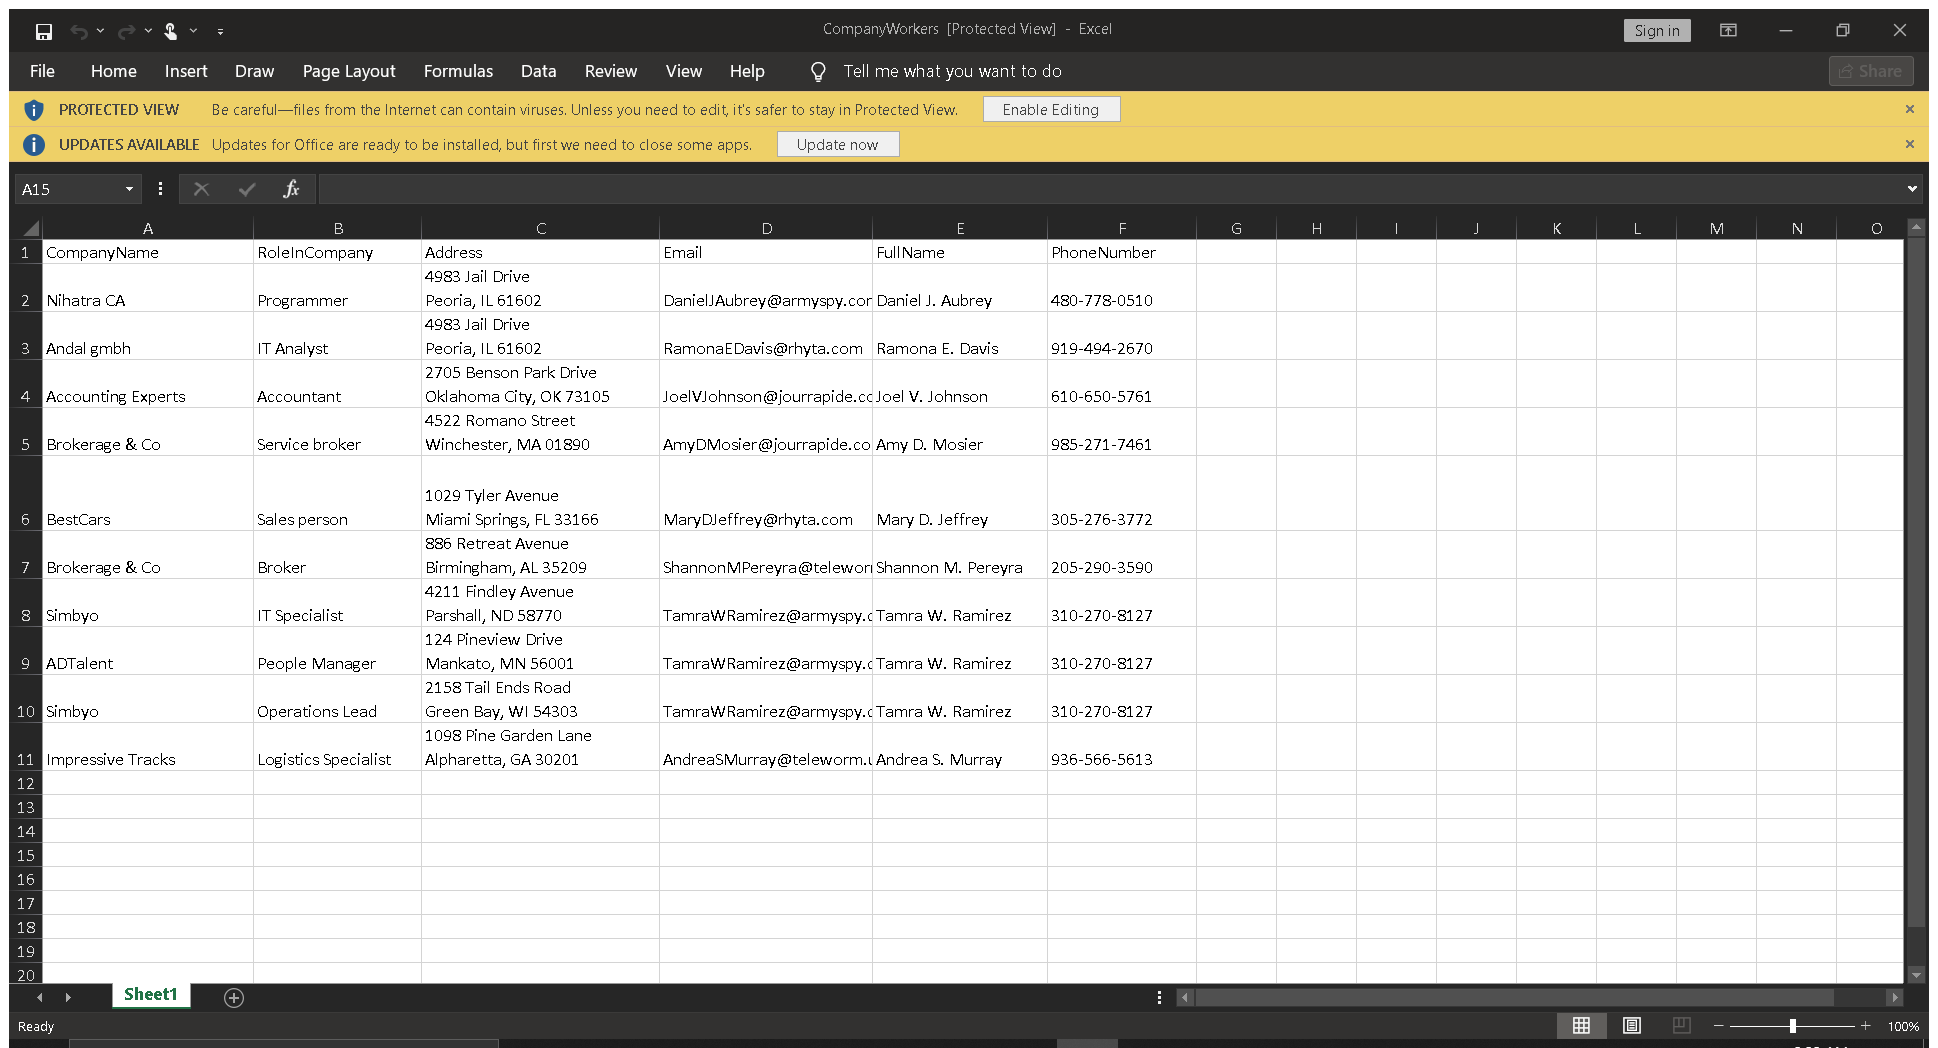 CompanyWorkers [Protected View] - Excel
Sign in
File Home Insert Draw Page Layout Formulas Data Review View Help Tell me what you want to do Share
PROTECTED VIEW Be careful—files from the Internet can contain viruses. Unless you need to edit, it's safer to stay in Protected View. Enable Editing
UPDATES AVAILABLE Updates for Office are ready to be installed, but first we need to close some apps. Update now
A15 fx
A B C D E F G H I J K L M N O
1 CompanyName RoleInCompany Address Email FullName PhoneNumber
4983 Jail Drive
2 Nihatra CA Programmer Peoria, IL 61602 DanielJAubrey@armyspy.cor Daniel J. Aubrey 480-778-0510
4983 Jail Drive
3 Andal gmbh IT Analyst Peoria, IL 61602 RamonaEDavis@rhyta.com Ramona E. Davis 919-494-2670
2705 Benson Park Drive
4 Accounting Experts Accountant Oklahoma City, OK 73105 JoelVJohnson@jourrapide.cc Joel V. Johnson 610-650-5761
4522 Romano Street
5 Brokerage & Co Service broker Winchester, MA 01890 AmyDMosier@jourrapide.co Amy D. Mosier 985-271-7461
1029 Tyler Avenue
6 BestCars Sales person Miami Springs, FL 33166 MaryDJeffrey@rhyta.com Mary D. Jeffrey 305-276-3772
886 Retreat Avenue
7 Brokerage & Co Broker Birmingham, AL 35209 ShannonMPereyra@teleworr Shannon M. Pereyra 205-290-3590
4211 Findley Avenue
8 Simbyo IT Specialist Parshall, ND 58770 TamraWRamirez@armyspy.c Tamra W. Ramirez 310-270-8127
124 Pineview Drive
9 ADTalent People Manager Mankato, MN 56001 TamraWRamirez@armyspy.c Tamra W. Ramirez 310-270-8127
2158 Tail Ends Road
10 Simbyo Operations Lead Green Bay, WI 54303 TamraWRamirez@armyspy.c Tamra W. Ramirez 310-270-8127
1098 Pine Garden Lane
11 Impressive Tracks Logistics Specialist Alpharetta, GA 30201 AndreaSMurray@teleworm.u Andrea S. Murray 936-566-5613
12
13
14
15
16
17
18
19
20
Sheet1
Ready 100%